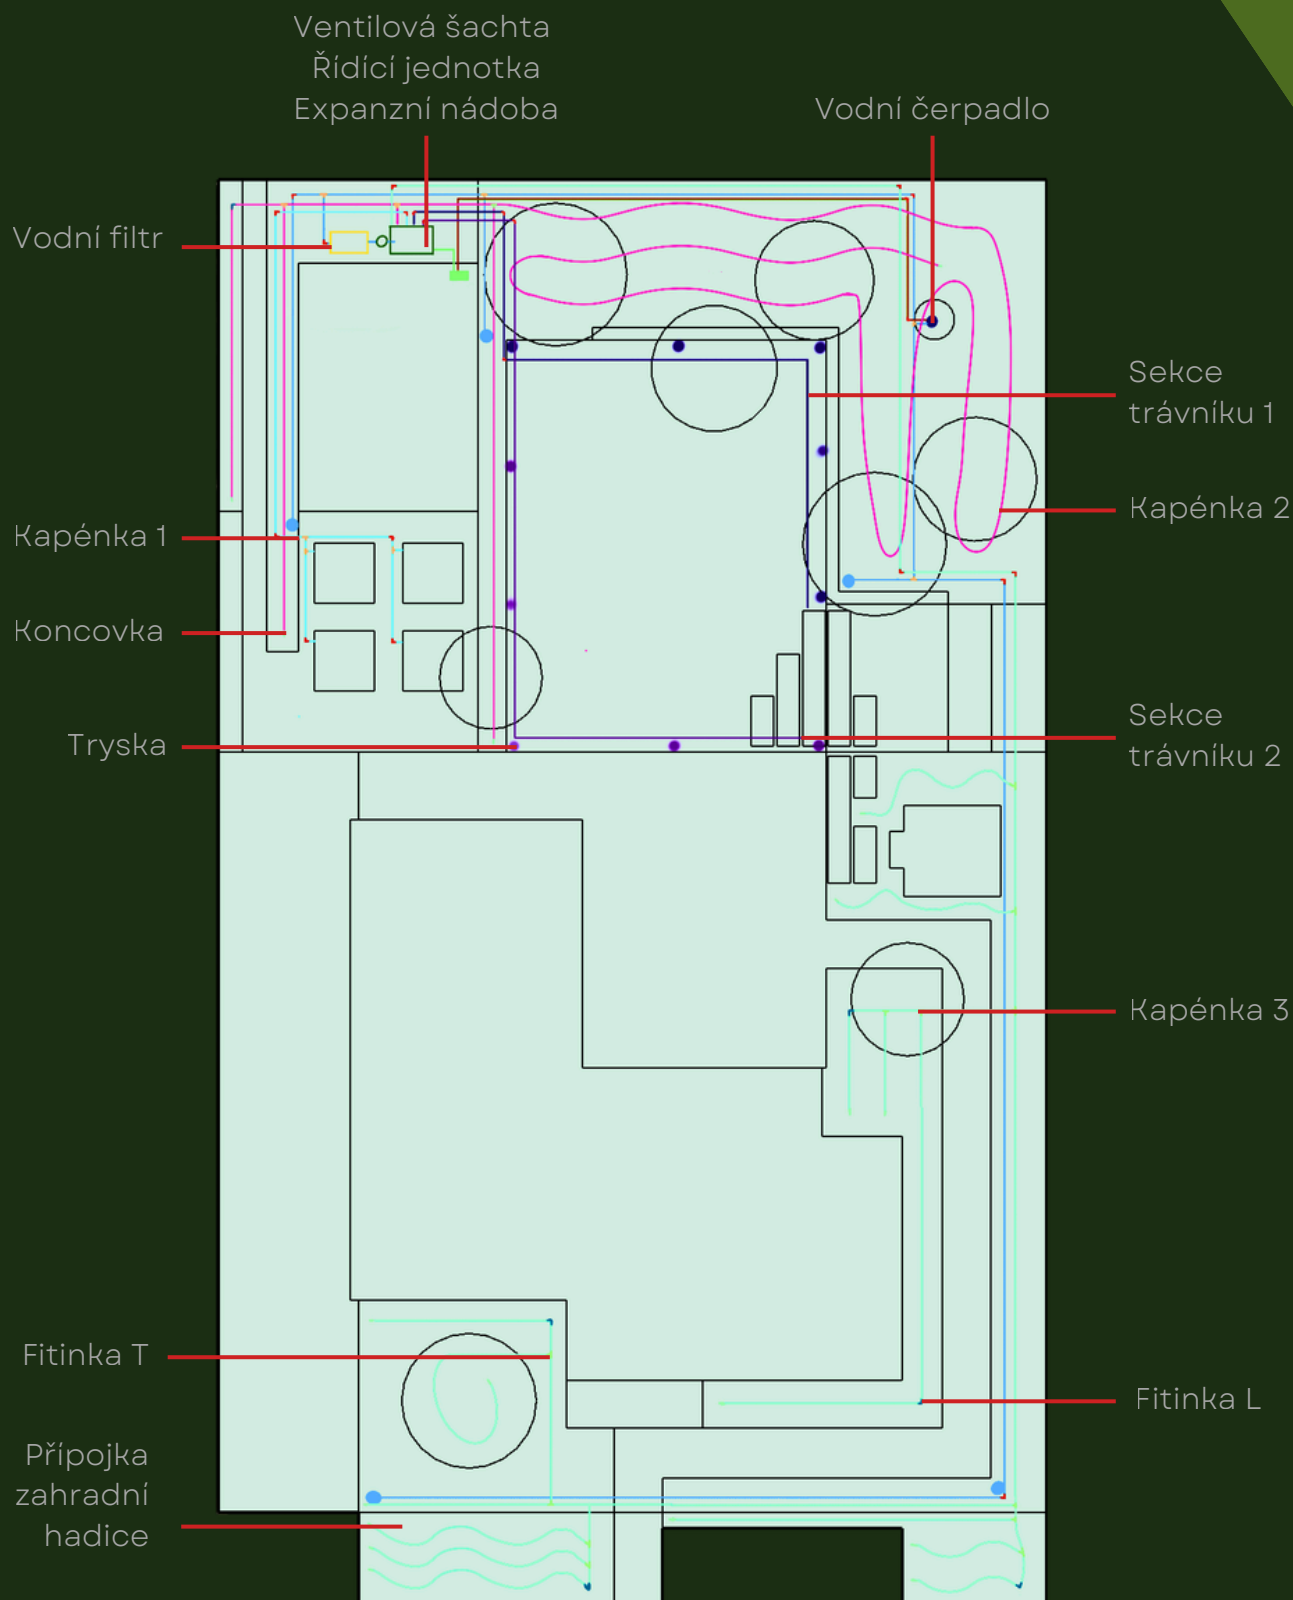 Ventilová šachta
Řídící jednotka
Expanzní nádoba
Vodní čerpadlo
Vodní filtr
Sekce
trávníku 1
Kapénka 2
Kapénka 1
Koncovka
Tryska
Sekce
trávníku 2
Kapénka 3
Fitinka T
Fitinka L
Přípojka
zahradní
hadice